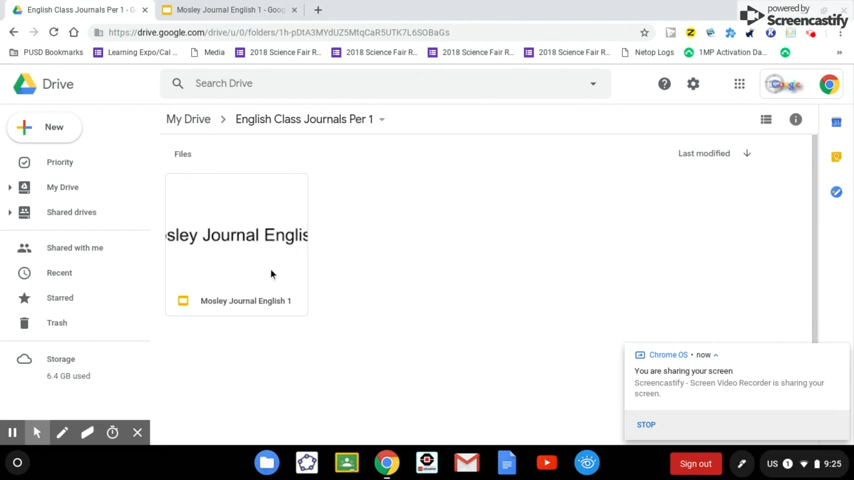 English Class Journals Per 1 - G
Mosley Journal English 1 - Goog
powered by
Screencastify
https://drive.google.com/drive/u/0/folders/1h-pDtA3MYdUZ5MtqCaR5UTK7L6SOBaGs
PUSD Bookmarks
Learning Exp/Cal
Media
2018 Science Fair R...
2018 Science Fair R...
2018 Science Fair R...
2018 Science Fair R...
Netop Logs
1MP Activation Da...
Drive
Search Drive
New
My Drive > English Class Journals Per 1
Files
Last modified
Priority
My Drive
Shared drives
Shared with me
Recent
Starred
Trash
Storage
6.4 GB used
sley Journal Englis
Mosley Journal English 1
Chrome OS • now
You are sharing your screen
Screencastify - Screen Video Recorder is sharing your
screen.
STOP
Sign out
US
1
9:25